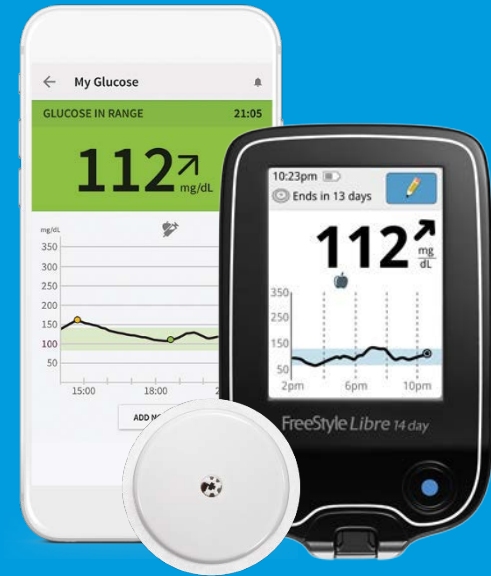 My Glucose
GLUCOSE IN RANGE 21:05
112 mg/dL
mg/dL
350
300
250
200
150
100
50
15:00 18:00
ADD
10:23pm
Ends in 13 days
112 mg
dL
350
250
150
50
2pm 6pm 10pm
FreeStyle Libre 14 day